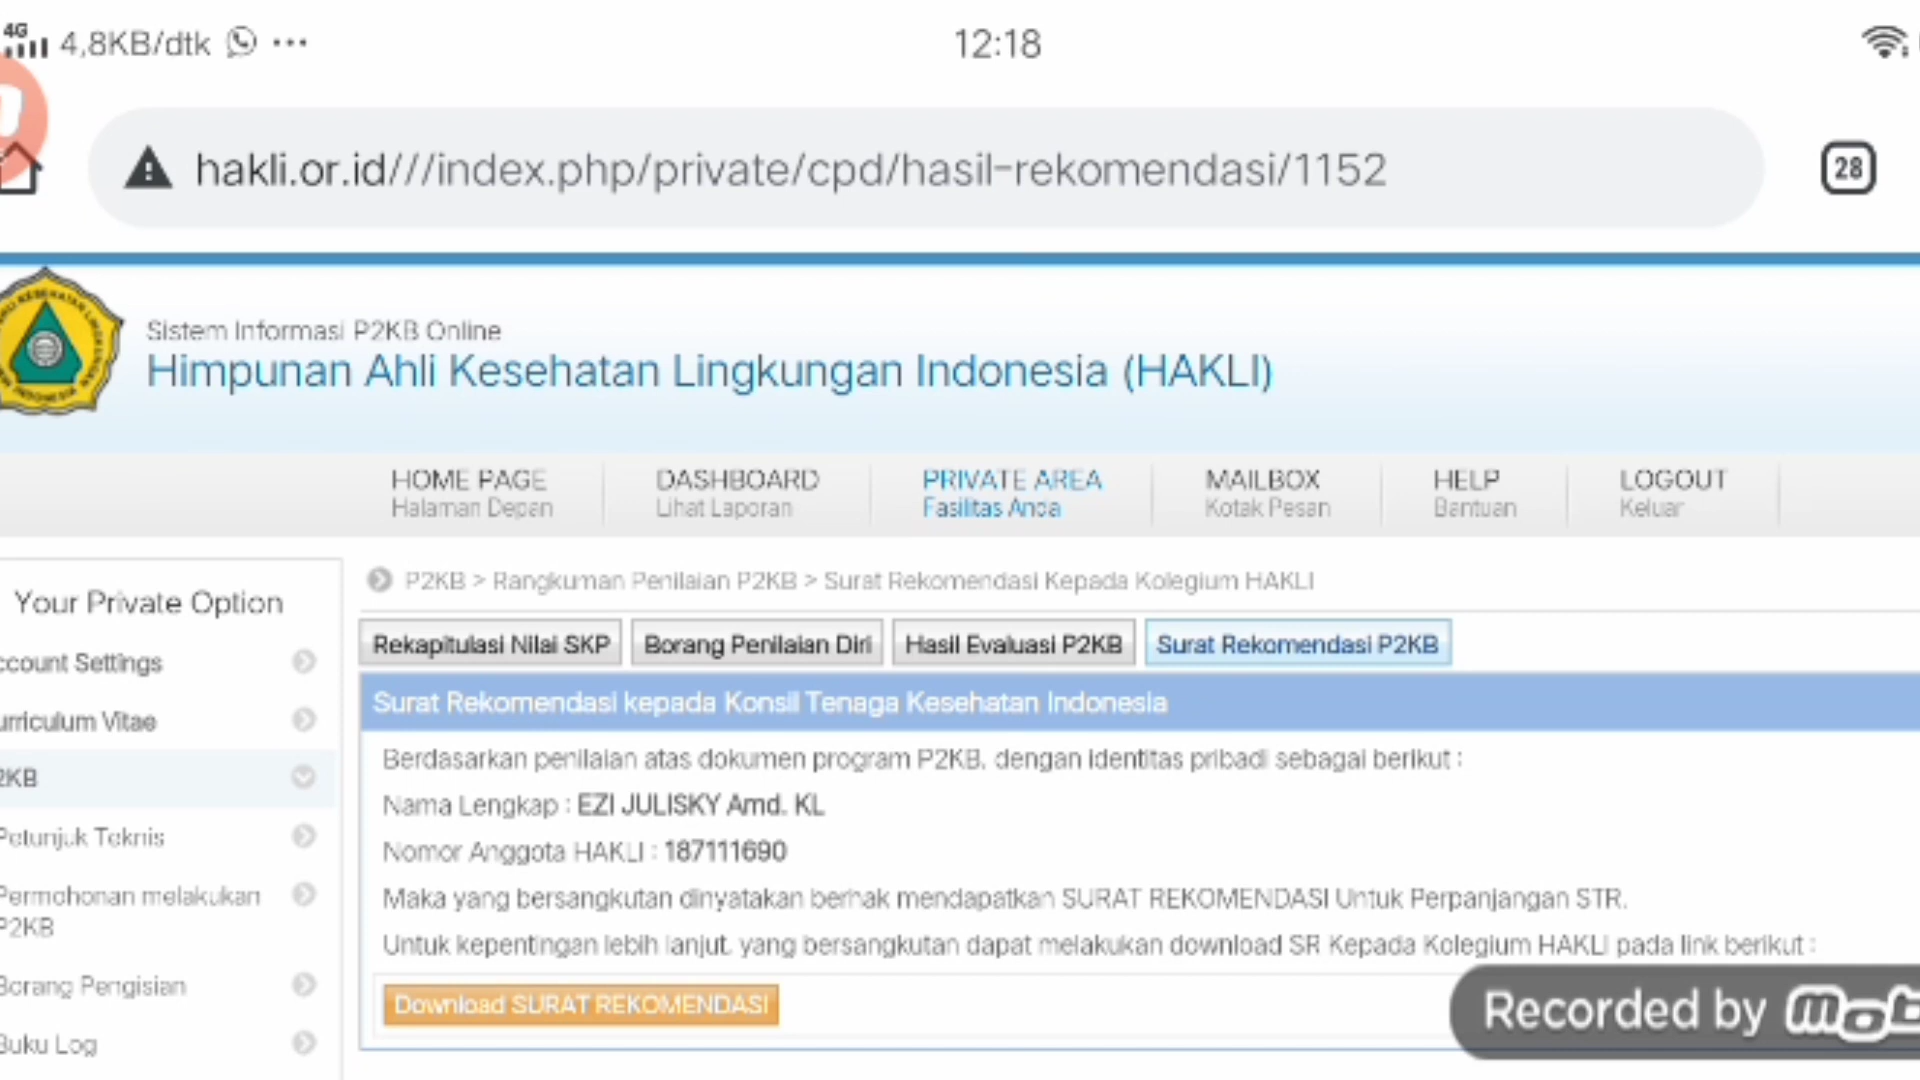 4G 4,8KB/dtk ... 12:18
hakli.or.id///index.php/private/cpd/hasil-rekomendasi/1152 28
Sistem Informasi P2KB Online
Himpunan Ahli Kesehatan Lingkungan Indonesia (HAKLI)
HOME PAGE DASHBOARD PRIVATE AREA MAILBOX HELP LOGOUT
Halaman Depan Lihat Laporan Fasilitas Anda Kotak Pesan Bantuan Keluar
P2KB > Rangkuman Penilaian P2KB > Surat Rekomendasi Kepada Kolegium HAKLI
Your Private Option
ccount Settings
urriculum Vitae
2KB
Petunjuk Teknis
Permohonan melakukan
P2KB
Borang Pengisian
Buku Log
Rekapitulasi Nilai SKP Borang Penilaian Diri Hasil Evaluasi P2KB Surat Rekomendasi P2KB
Surat Rekomendasi kepada Konsil Tenaga Kesehatan Indonesia
Berdasarkan penilaian atas dokumen program P2KB, dengan identitas pribadi sebagai berikut :
Nama Lengkap : EZI JULISKY Amd. KL
Nomor Anggota HAKLI : 187111690
Maka yang bersangkutan dinyatakan berhak mendapatkan SURAT REKOMENDASI Untuk Perpanjangan STR.
Untuk kepentingan lebih lanjut, yang bersangkutan dapat melakukan download SR Kepada Kolegium HAKLI pada link berikut :
Download SURAT REKOMENDASI
Recorded by mob